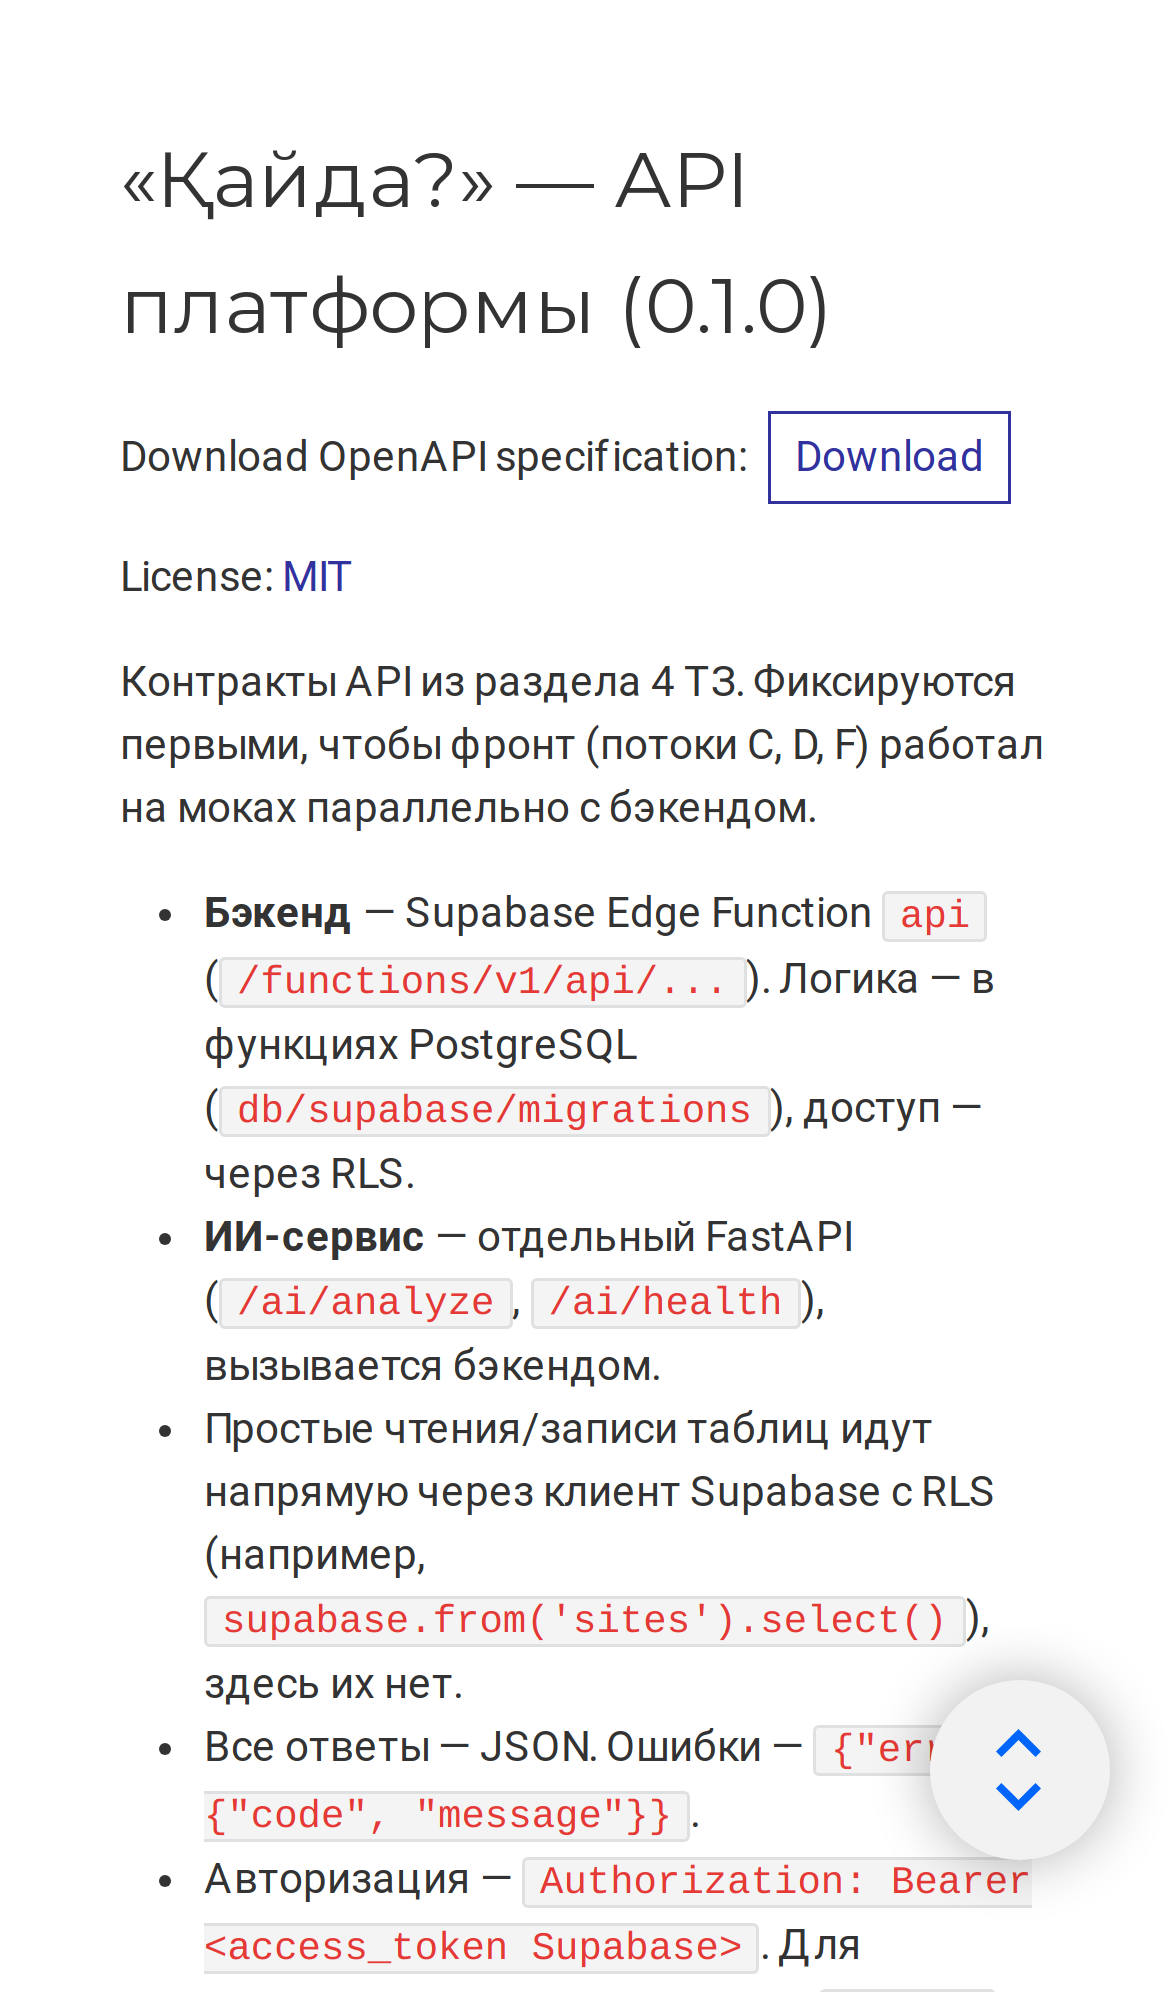 «Қайда?» — API
платформы (0.1.0)
Download OpenAPI specification: Download
License: MIT
Контракты API из раздела 4 ТЗ. Фиксируются
первыми, чтобы фронт (потоки C, D, F) работал
на моках параллельно с бэкендом.
• Бэкенд — Supabase Edge Function api
(/functions/v1/api/...). Логика — в
функциях PostgreSQL
(db/supabase/migrations), доступ —
через RLS.
• ИИ-сервис — отдельный FastAPI
(/ai/analyze, /ai/health),
вызывается бэкендом.
• Простые чтения/записи таблиц идут
напрямую через клиент Supabase с RLS
(например,
supabase.from('sites').select()),
здесь их нет.
• Все ответы — JSON. Ошибки —
{"code", "message"}}.
• Авторизация — Authorization: Bearer
<access_token Supabase>. Для